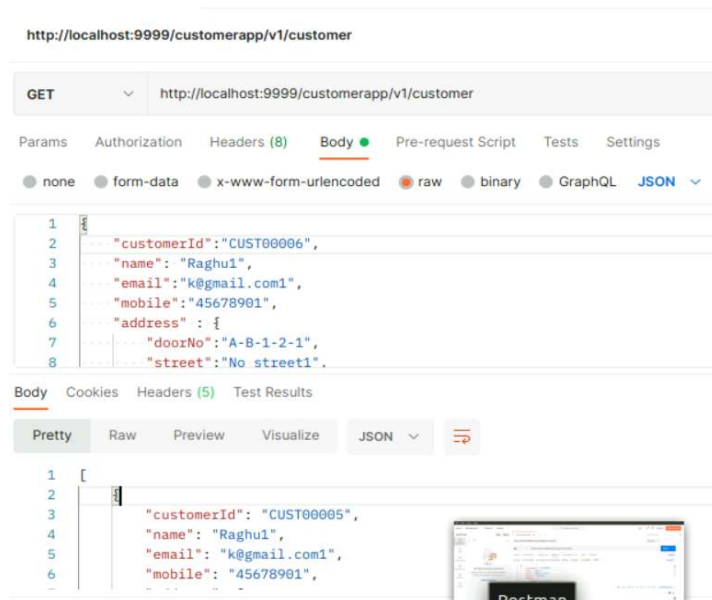 http://localhost:9999/customerapp/v1/customer
GET http://localhost:9999/customerapp/v1/customer
Params Authorization Headers (8) Body Pre-request Script Tests Settings
none form-data x-www-form-urlencoded raw binary GraphQL JSON
1 {
2 "customerId":"CUST00006",
3 "name": "Raghu1",
4 "email":"k@gmail.com1",
5 "mobile":"45678901",
6 "address" : {
7 "doorNo":"A-B-1-2-1",
8 "street":"No street1",
Body Cookies Headers (5) Test Results
Pretty Raw Preview Visualize JSON
1 [
2 {
3 "customerId": "CUST00005",
4 "name": "Raghu1",
5 "email": "k@gmail.com1",
6 "mobile": "45678901",
Postman